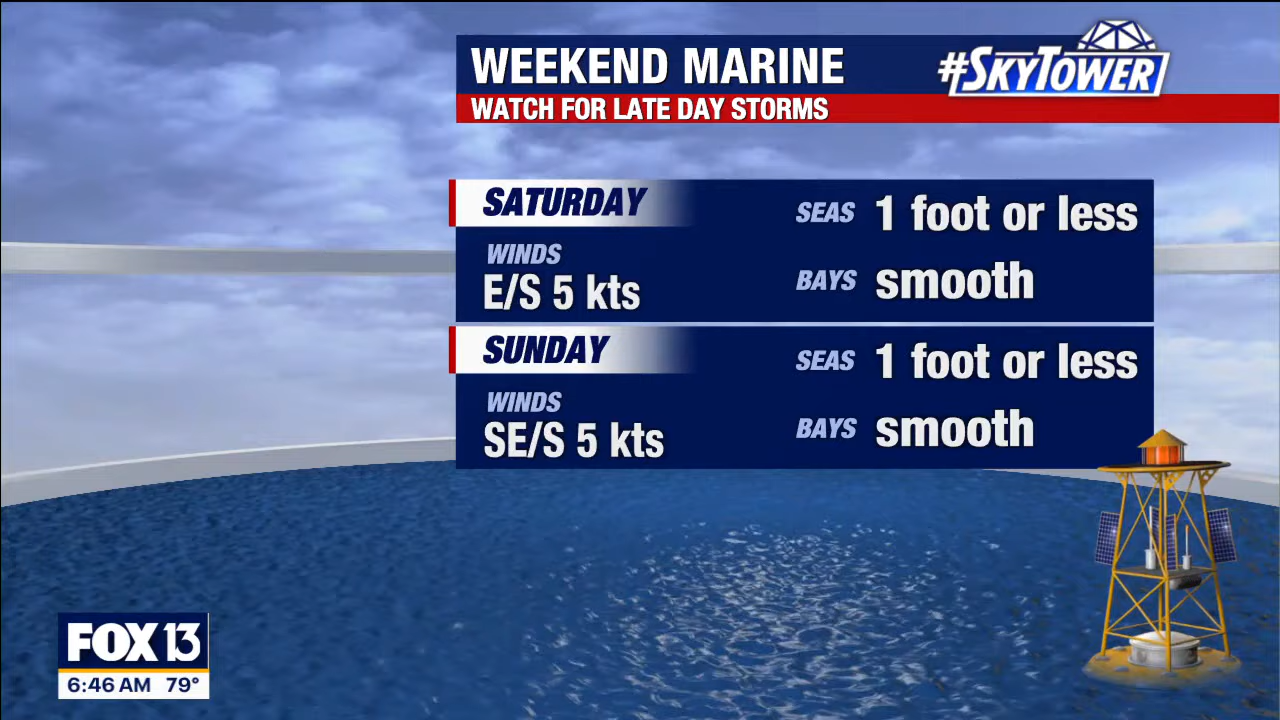 WEEKEND MARINE
#SKYTOWER
WATCH FOR LATE DAY STORMS
SATURDAY
SEAS 1 foot or less
WINDS
E/S 5 kts
BAYS smooth
SUNDAY
SEAS 1 foot or less
WINDS
SE/S 5 kts
BAYS smooth
FOX 13
6:46 AM 79°